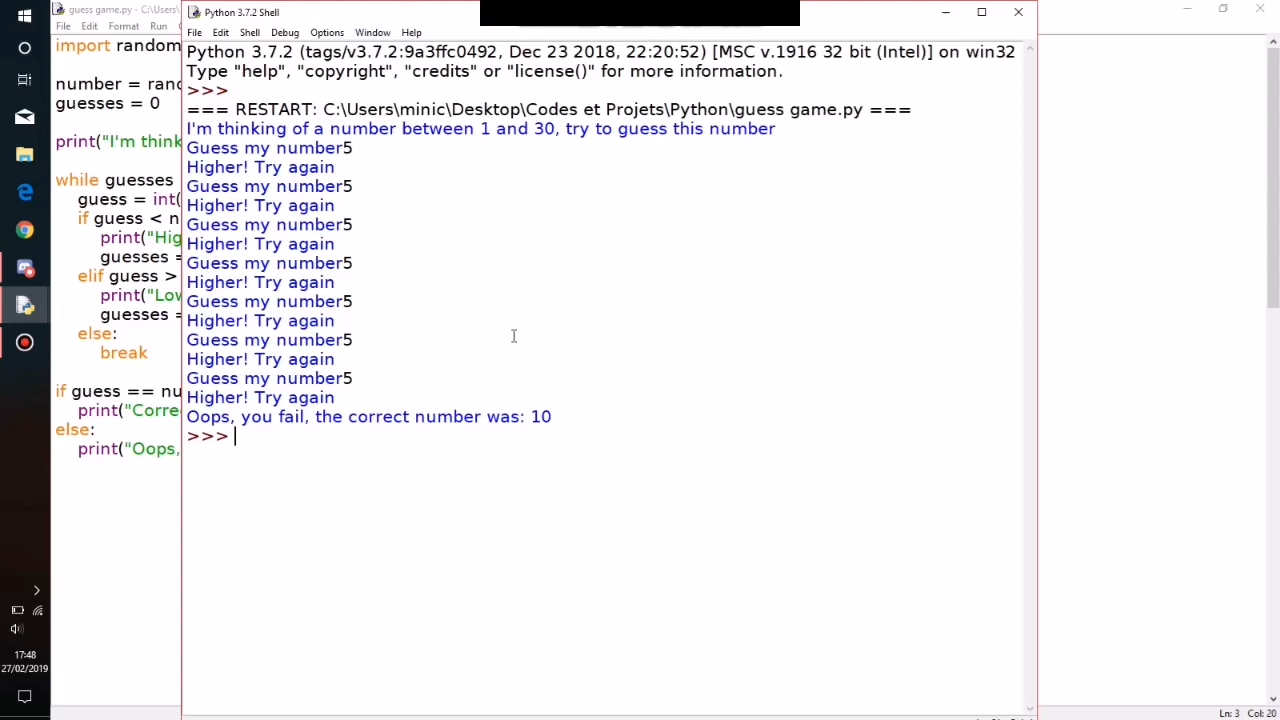 guess game.py - C:\Users\
File Edit Format Run
import random
number = rand
guesses = 0
print("I'm think
while guesses
guess = int(
if guess < n
print("Hig
guesses =
elif guess >
print("Low
guesses =
else:
break
if guess == nu
print("Corre
else:
print("Oops,
Python 3.7.2 Shell
File Edit Shell Debug Options Window Help
Python 3.7.2 (tags/v3.7.2:9a3ffc0492, Dec 23 2018, 22:20:52) [MSC v.1916 32 bit (Intel)] on win32
Type "help", "copyright", "credits" or "license()" for more information.
>>>
=== RESTART: C:\Users\minic\Desktop\Codes et Projets\Python\guess game.py ===
I'm thinking of a number between 1 and 30, try to guess this number
Guess my number5
Higher! Try again
Guess my number5
Higher! Try again
Guess my number5
Higher! Try again
Guess my number5
Higher! Try again
Guess my number5
Higher! Try again
Guess my number5
Higher! Try again
Guess my number5
Higher! Try again
Oops, you fail, the correct number was: 10
>>>
17:48
27/02/2019
Ln: 3 Col: 20